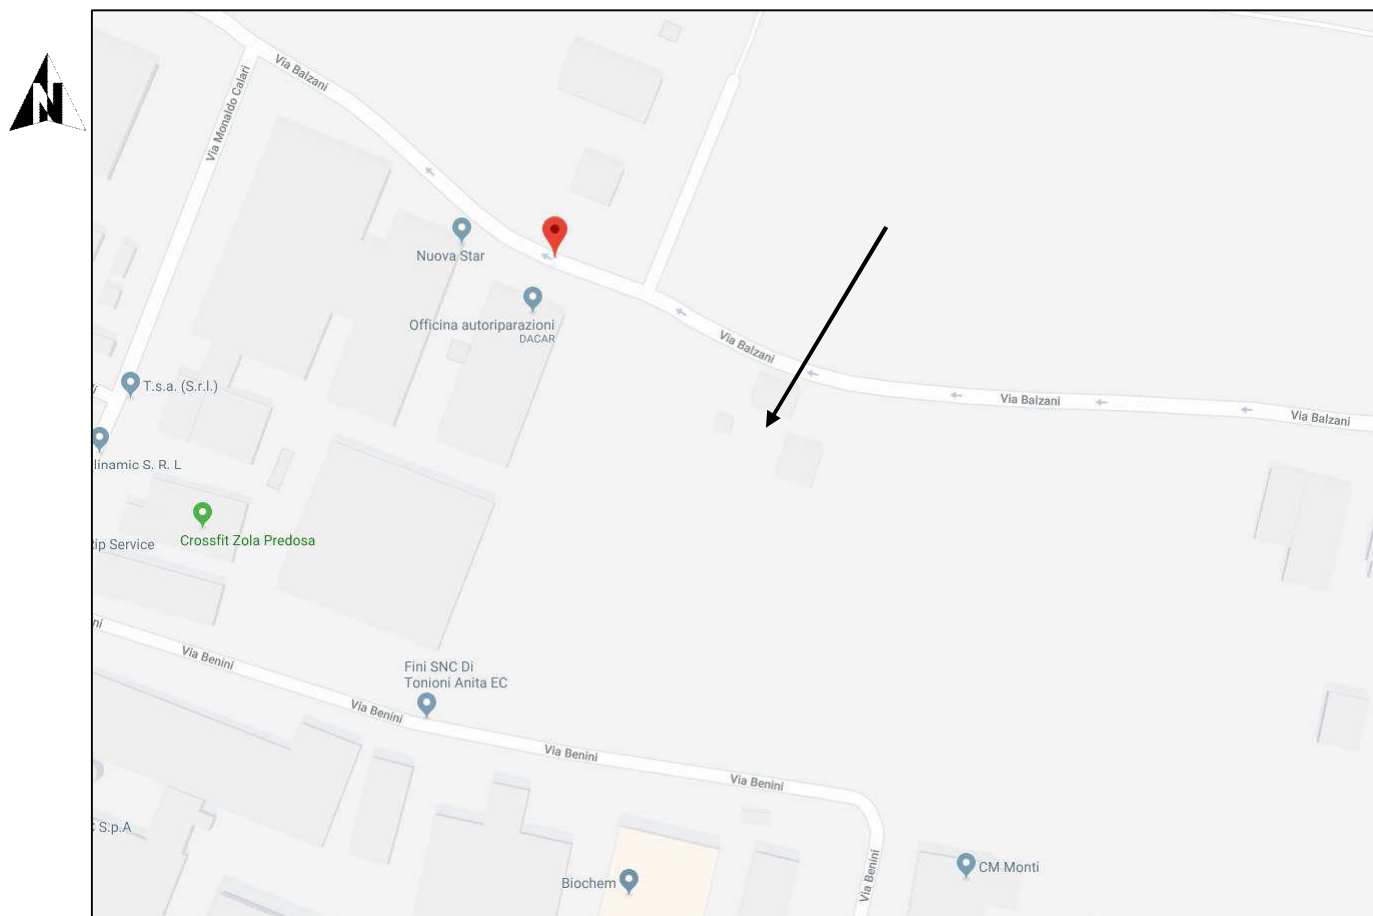 N
Via Balzani
Via Monaldo Calari
Nuova Star
Officina autoriparazioni
DACAR
Via Balzani
Via Balzani
Via Balzani
T.s.a. (S.r.l.)
linamic S. R. L
ip Service
Crossfit Zola Predosa
ni
Via Benini
Fini SNC Di
Tonioni Anita EC
Via Benini
Via Benini
Via Benini
S.p.A
Biochem
Via Benini
CM Monti